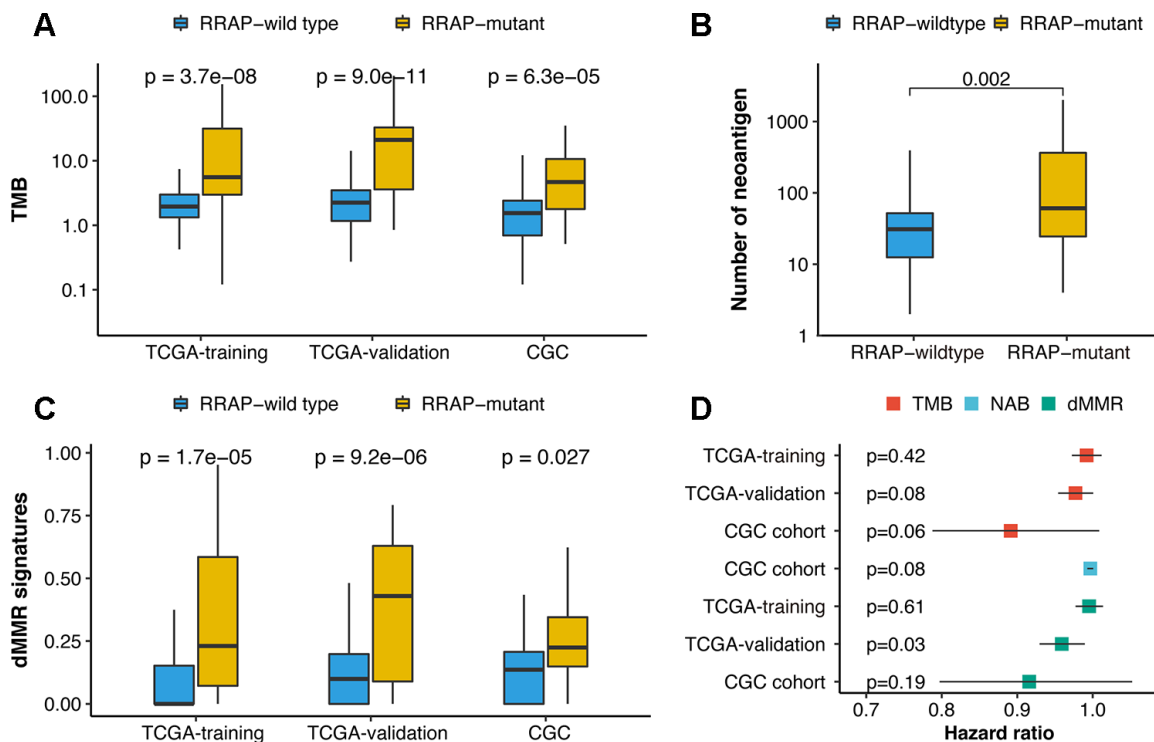 A
RRAP−wild type RRAP−mutant
p = 3.7e−08 p = 9.0e−11 p = 6.3e−05
TMB
100.0
10.0
1.0
0.1
TCGA-training TCGA-validation CGC
B
RRAP−wildtype RRAP−mutant
0.002
Number of neoantigen
1000
100
10
1
RRAP−wildtype RRAP−mutant
C
RRAP−wild type RRAP−mutant
p = 1.7e−05 p = 9.2e−06 p = 0.027
dMMR signatures
1.00
0.75
0.50
0.25
0.00
TCGA-training TCGA-validation CGC
D
TMB NAB dMMR
TCGA-training p=0.42
TCGA-validation p=0.08
CGC cohort p=0.06
CGC cohort p=0.08
TCGA-training p=0.61
TCGA-validation p=0.03
CGC cohort p=0.19
0.7 0.8 0.9 1.0
Hazard ratio